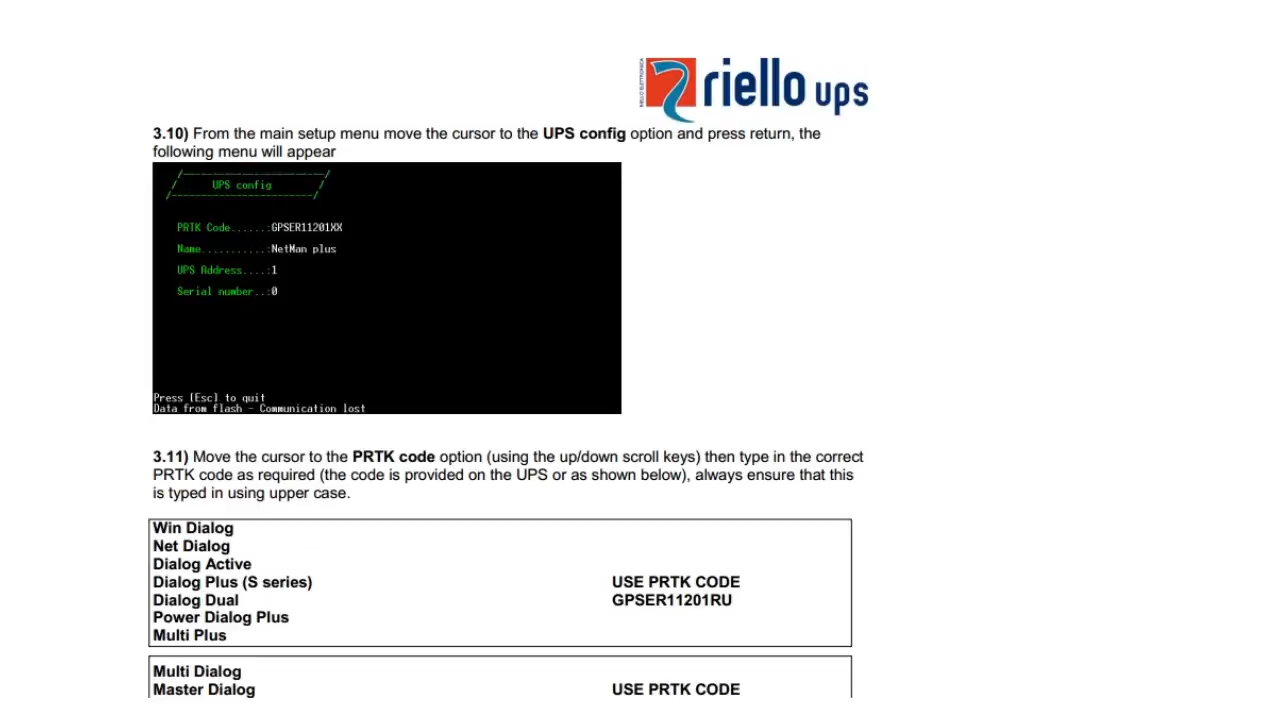 riello ups
RIELLO ELETTRONICA
3.10) From the main setup menu move the cursor to the UPS config option and press return, the
following menu will appear
/------------------------/
/ UPS config /
/------------------------/
PRTK Code......:GPSER11201XX
Name...........:NetMan plus
UPS Address....:1
Serial number..:0
Press [Esc] to quit
Data from flash - Communication lost
3.11) Move the cursor to the PRTK code option (using the up/down scroll keys) then type in the correct
PRTK code as required (the code is provided on the UPS or as shown below), always ensure that this
is typed in using upper case.
Win Dialog
Net Dialog
Dialog Active
Dialog Plus (S series) USE PRTK CODE
Dialog Dual GPSER11201RU
Power Dialog Plus
Multi Plus
Multi Dialog
Master Dialog USE PRTK CODE